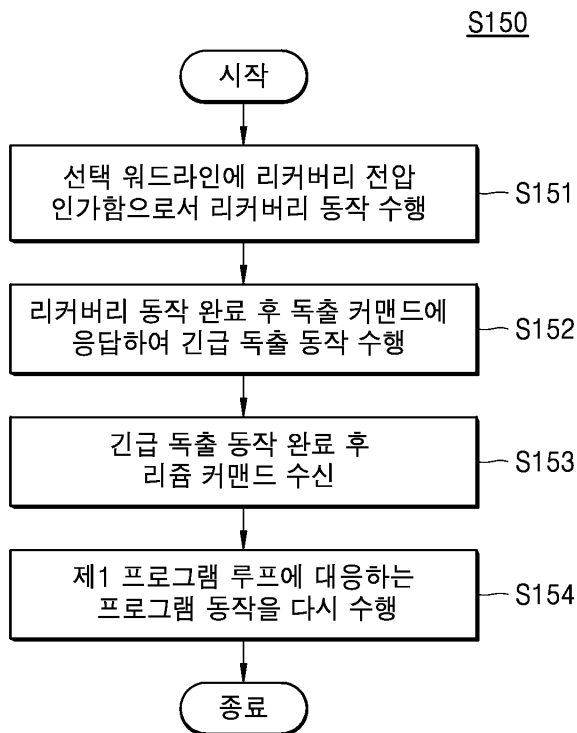 S150
시작
선택 워드라인에 리커버리 전압
인가함으로서 리커버리 동작 수행
S151
리커버리 동작 완료 후 독출 커맨드에
응답하여 긴급 독출 동작 수행
S152
긴급 독출 동작 완료 후
리쥼 커맨드 수신
S153
제1 프로그램 루프에 대응하는
프로그램 동작을 다시 수행
S154
종료